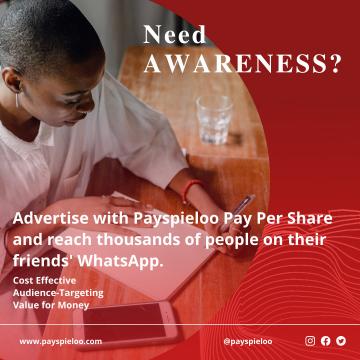 Need
AWARENESS?
Advertise with Payspieloo Pay Per Share
and reach thousands of people on their
friends' WhatsApp.
Cost Effective
Audience-Targeting
Value for Money
www.payspieloo.com
@payspieloo